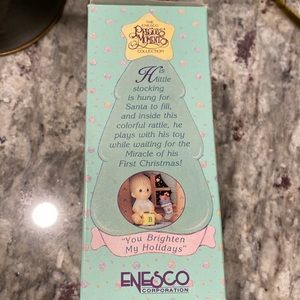 THE
ENESCO
Precious
Moments
COLLECTION
His
little
stocking
is hung for
Santa to fill,
and inside this
colorful rattle, he
plays with his toy
while waiting for the
Miracle of his
First Christmas!
B
"You Brighten
My Holidays"
ENESCO
CORPORATION